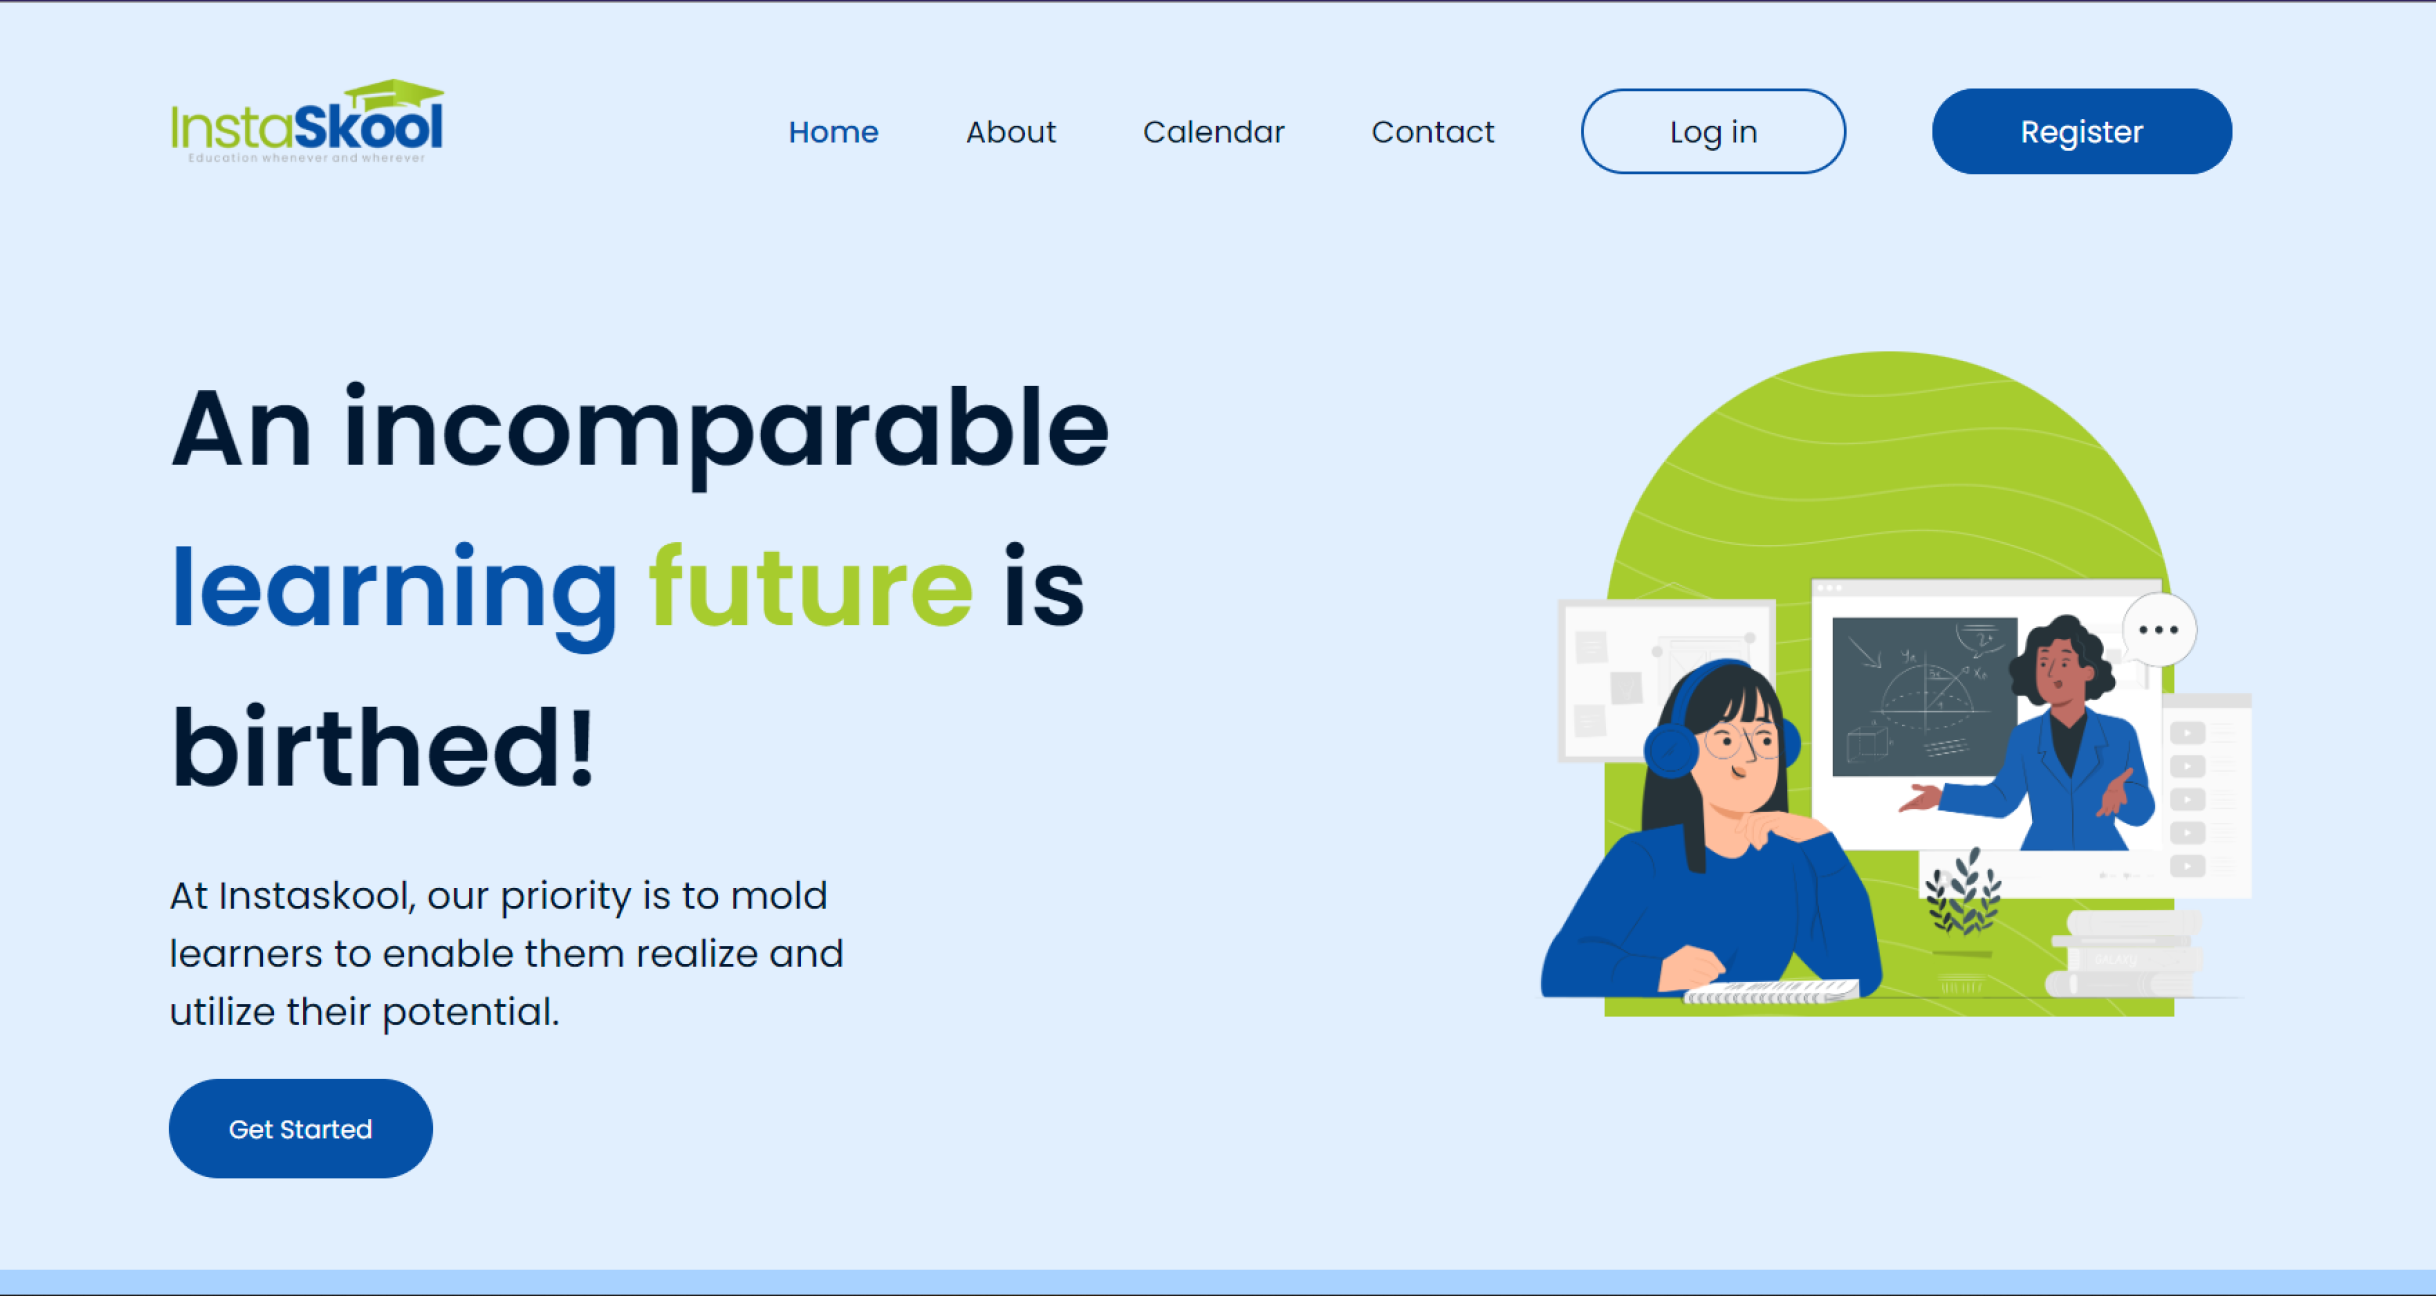 InstaSkool
Education whenever and wherever
Home About Calendar Contact Log in Register
An incomparable
learning future is
birthed!
At Instaskool, our priority is to mold
learners to enable them realize and
utilize their potential.
Get Started